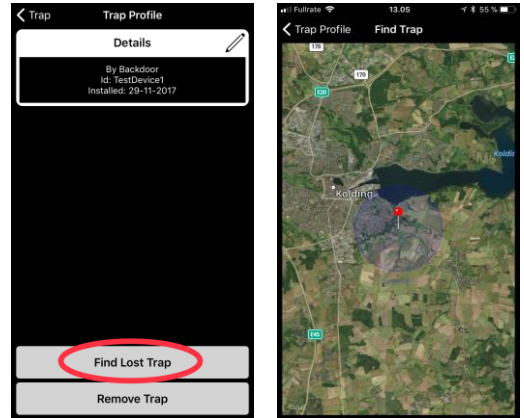 Trap
Trap Profile
Details
By Backdoor
Id: TestDevice1
Installed: 29-11-2017
Find Lost Trap
Remove Trap
Fullrate
13.05
55 %
Trap Profile
Find Trap
176
170
E20
Kolding
Kolding
E45